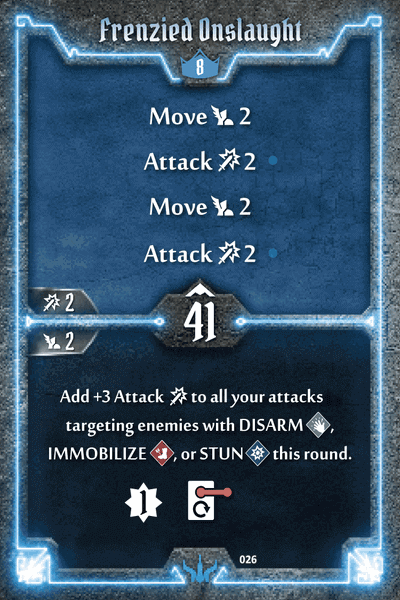 Frenzied Onslaught
8
Move 2
Attack 2
Move 2
Attack 2
2
41
2
Add +3 Attack to all your attacks
targeting enemies with DISARM ,
IMMOBILIZE , or STUN this round.
1
026